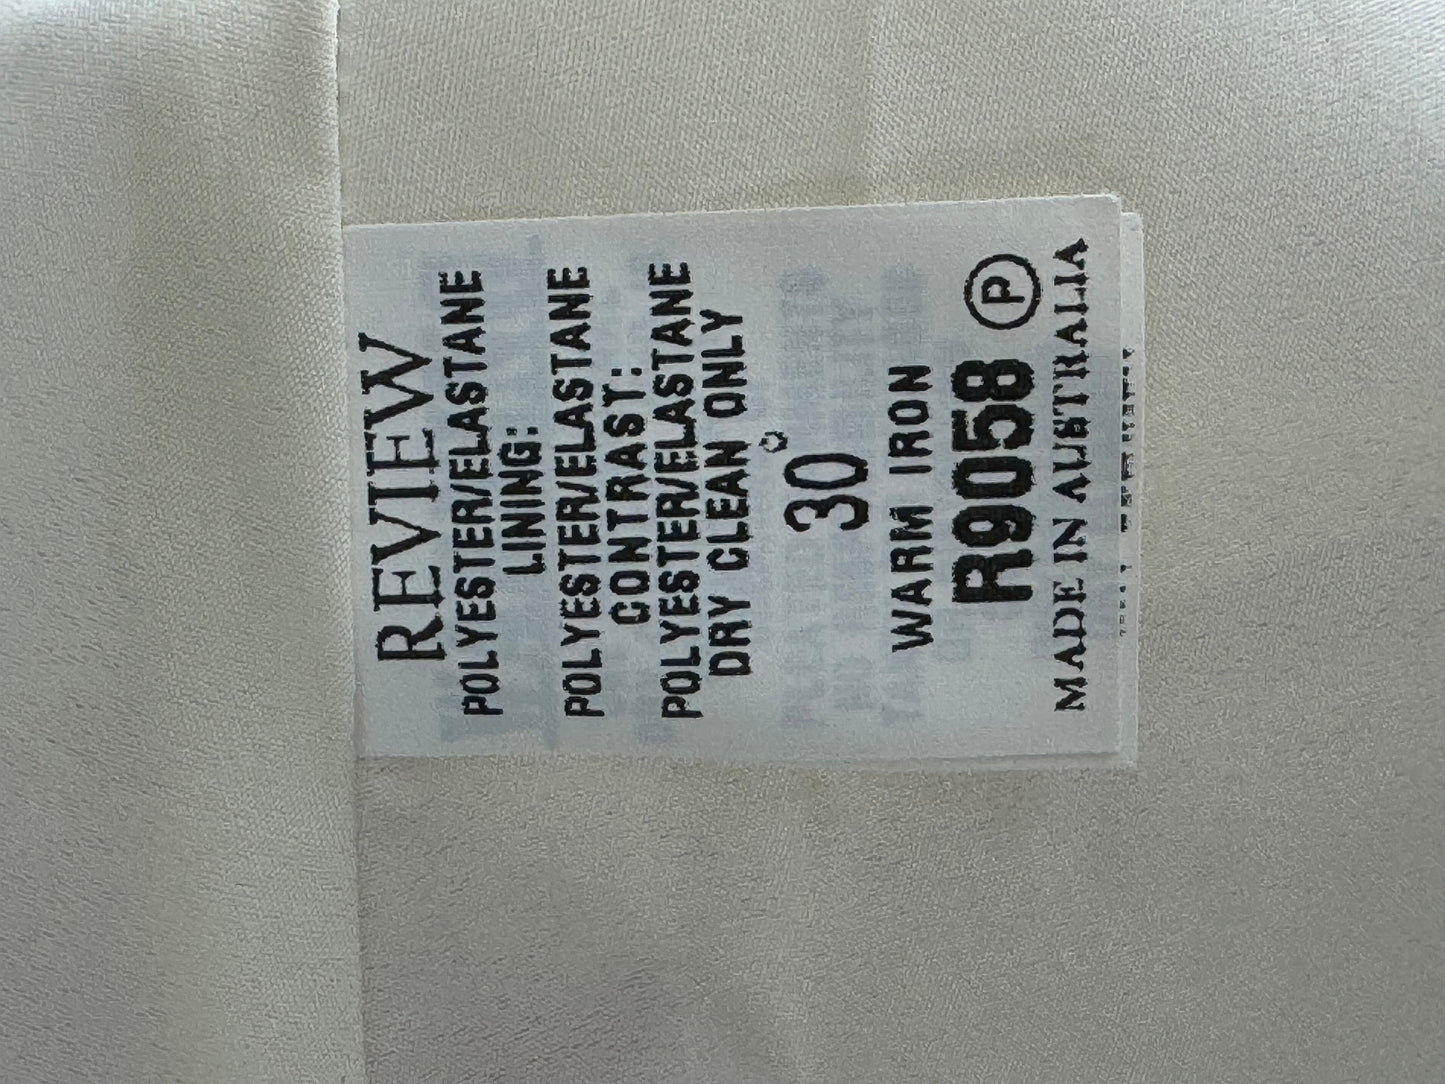 REVIEW
POLYESTER/ELASTANE
LINING:
POLYESTER/ELASTANE
CONTRAST:
POLYESTER/ELASTANE
DRY CLEAN ONLY
30°
WARM IRON
R9058 Ⓟ
MADE IN AUSTRALIA